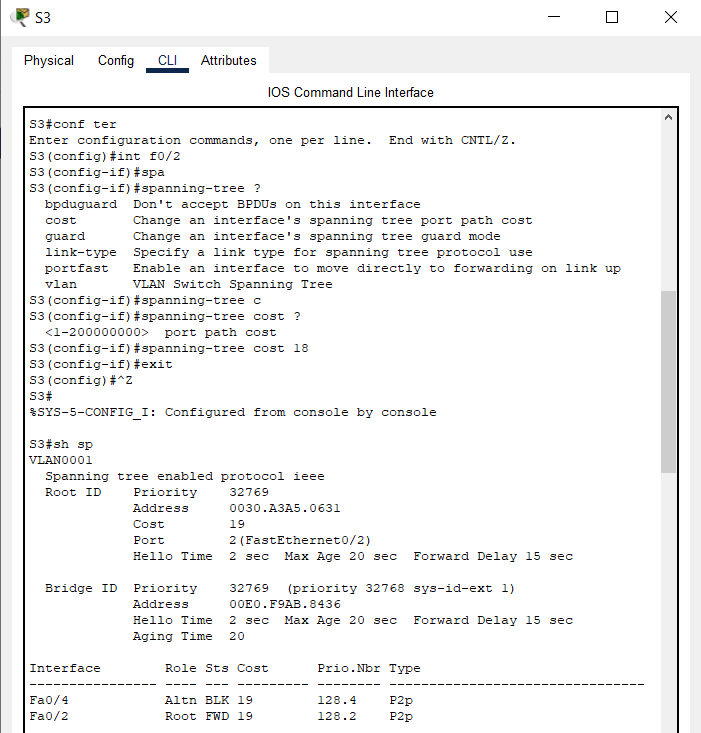 S3
Physical Config CLI Attributes
IOS Command Line Interface
S3#conf ter
Enter configuration commands, one per line.  End with CNTL/Z.
S3(config)#int f0/2
S3(config-if)#spa
S3(config-if)#spanning-tree ?
  bpduguard  Don't accept BPDUs on this interface
  cost       Change an interface's spanning tree port path cost
  guard      Change an interface's spanning tree guard mode
  link-type  Specify a link type for spanning tree protocol use
  portfast   Enable an interface to move directly to forwarding on link up
  vlan       VLAN Switch Spanning Tree
S3(config-if)#spanning-tree c
S3(config-if)#spanning-tree cost ?
  <1-200000000>  port path cost
S3(config-if)#spanning-tree cost 18
S3(config-if)#exit
S3(config)#^Z
S3#
%SYS-5-CONFIG_I: Configured from console by console
S3#sh sp
VLAN0001
  Spanning tree enabled protocol ieee
  Root ID    Priority    32769
             Address     0030.A3A5.0631
             Cost        19
             Port        2(FastEthernet0/2)
             Hello Time  2 sec  Max Age 20 sec  Forward Delay 15 sec
  Bridge ID  Priority    32769  (priority 32768 sys-id-ext 1)
             Address     00E0.F9AB.8436
             Hello Time  2 sec  Max Age 20 sec  Forward Delay 15 sec
             Aging Time  20
Interface        Role Sts Cost      Prio.Nbr Type
---------------- ---- --- --------- -------- --------------------------------
Fa0/4            Altn BLK 19        128.4    P2p
Fa0/2            Root FWD 19        128.2    P2p